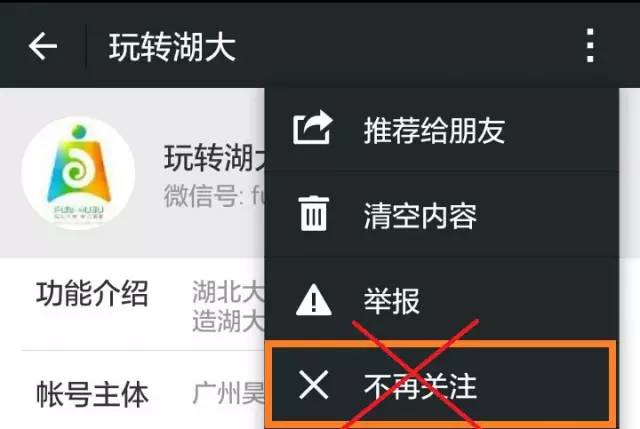 玩转湖大
推荐给朋友
玩转湖大
微信号: fu
清空内容
功能介绍
湖北大
造湖大
举报
帐号主体
广州昊
不再关注
FUN HUBU